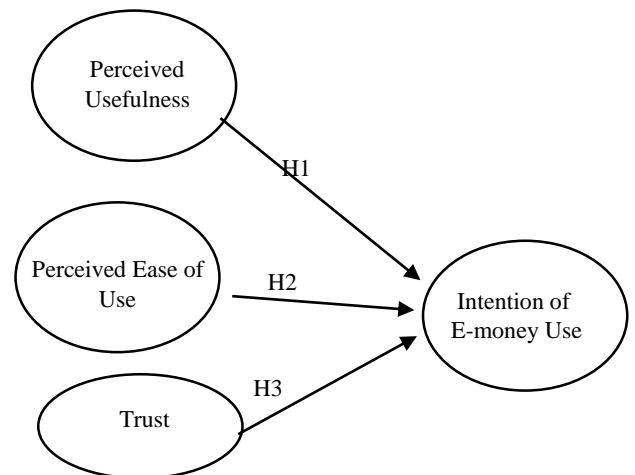 Perceived
Usefulness
H1
Perceived Ease of
Use
H2
Intention of
E-money Use
H3
Trust